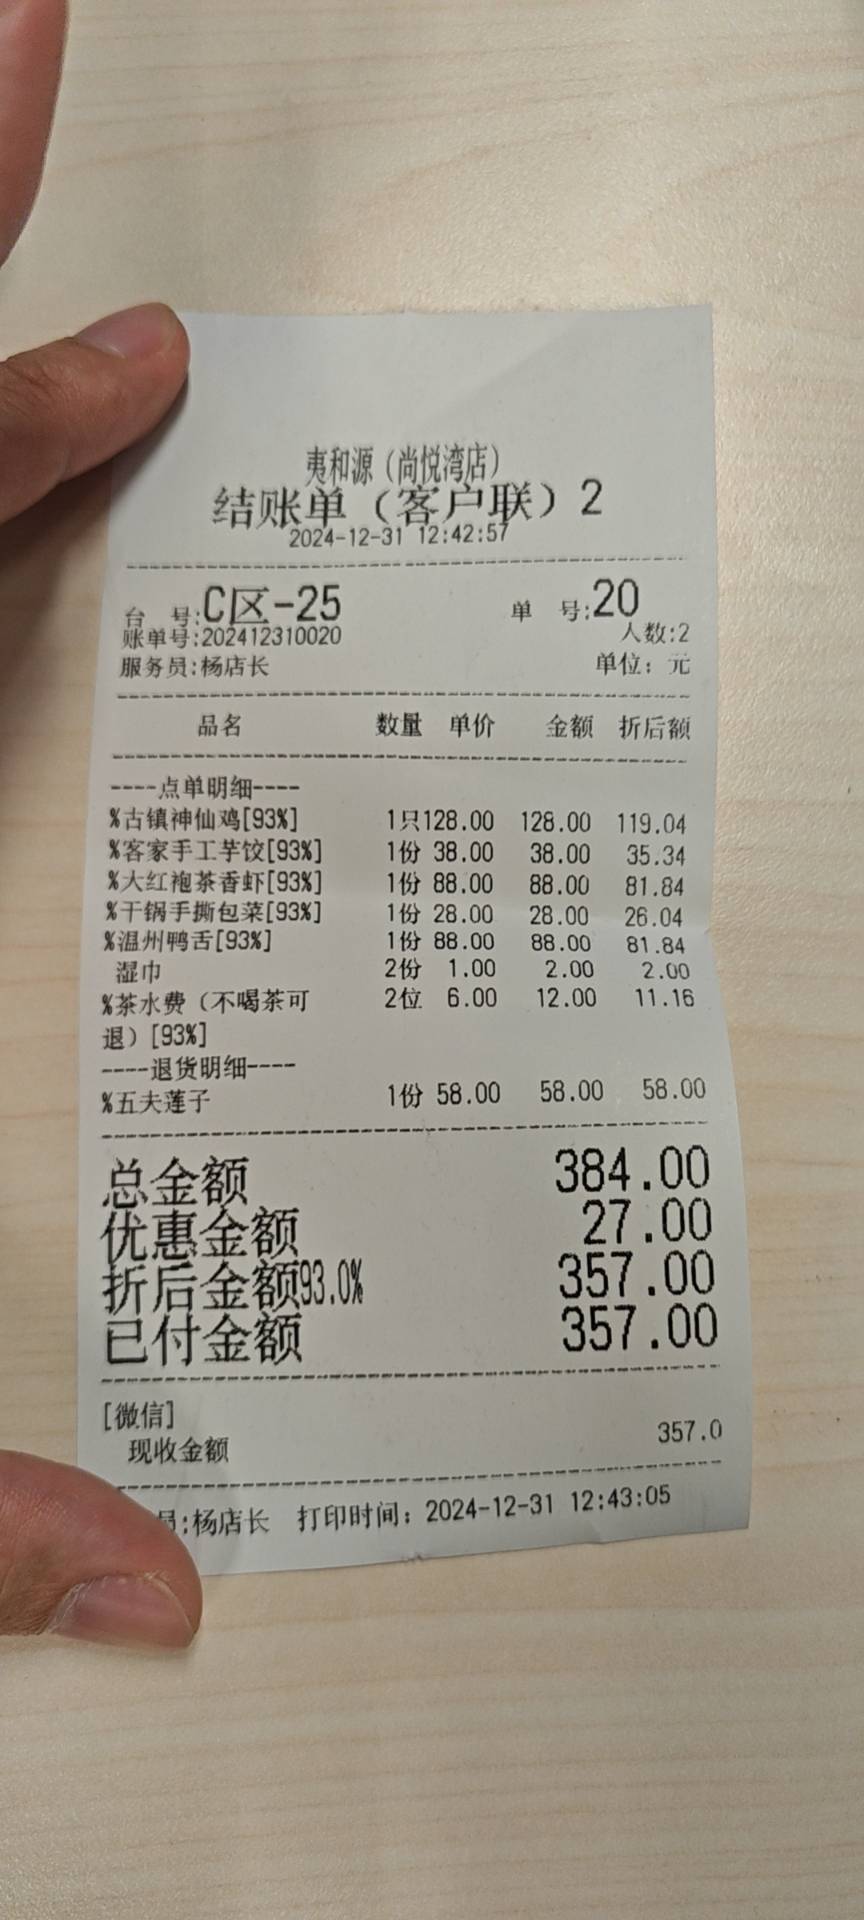 夷和源（尚悦湾店）
结账单（客户联）2
2024-12-31 12:42:57
台 号:C区-25 单 号:20
账单号:202412310020 人数:2
服务员:杨店长 单位：元
品名 数量 单价 金额 折后额
----点单明细----
%古镇神仙鸡[93%] 1只128.00 128.00 119.04
%客家手工芋饺[93%] 1份 38.00 38.00 35.34
%大红袍茶香虾[93%] 1份 88.00 88.00 81.84
%干锅手撕包菜[93%] 1份 28.00 28.00 26.04
%温州鸭舌[93%] 1份 88.00 88.00 81.84
湿巾 2份 1.00 2.00 2.00
%茶水费（不喝茶可 2位 6.00 12.00 11.16
退）[93%]
----退货明细----
%五夫莲子 1份 58.00 58.00 58.00
总金额 384.00
优惠金额 27.00
折后金额93.0% 357.00
已付金额 357.00
[微信]
现收金额 357.0
员:杨店长 打印时间：2024-12-31 12:43:05